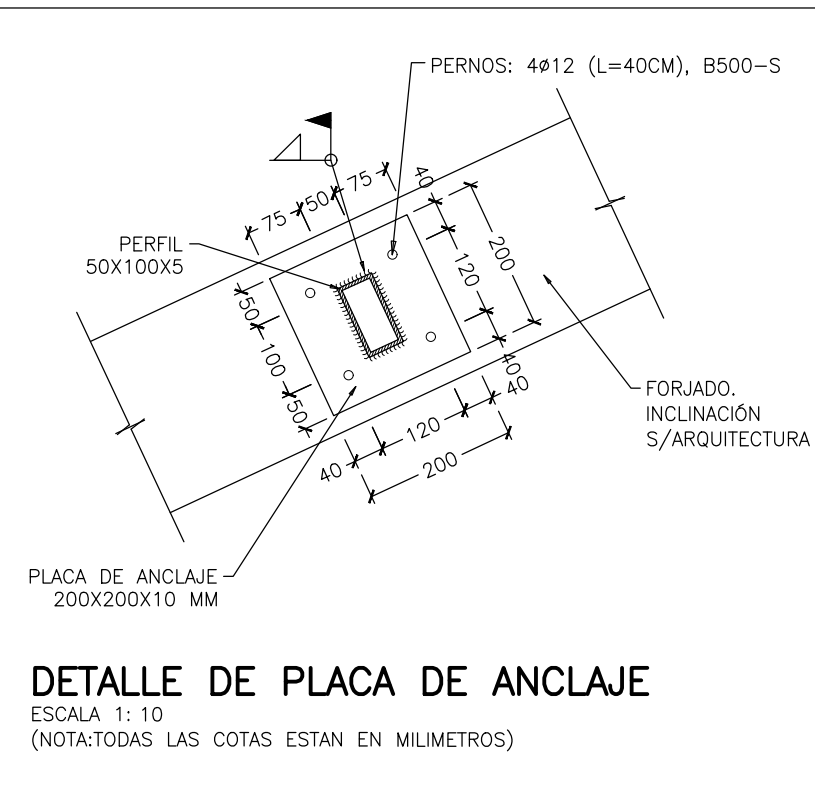 PERNOS: 4ø12 (L=40CM), B500-S
75
50
75
40
PERFIL
50X100X5
120
200
50
100
50
40
40
120
40
200
FORJADO.
INCLINACIÓN
S/ARQUITECTURA
PLACA DE ANCLAJE
200X200X10 MM
DETALLE DE PLACA DE ANCLAJE
ESCALA 1: 10
(NOTA:TODAS LAS COTAS ESTAN EN MILIMETROS)